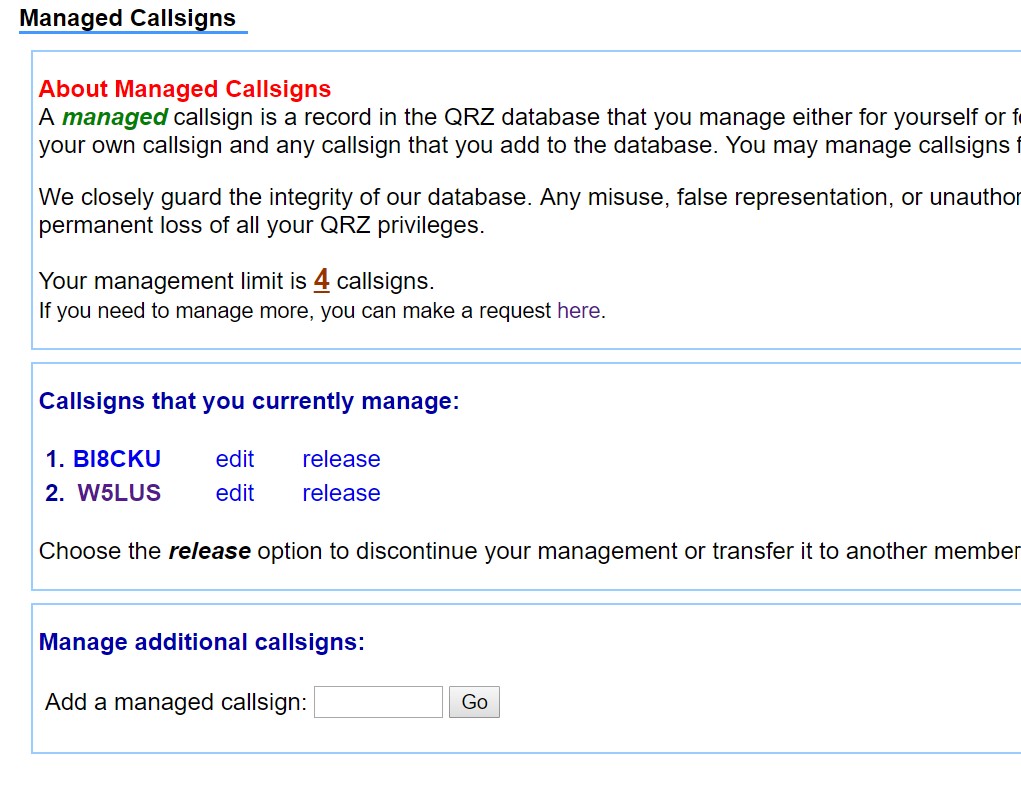 Managed Callsigns
About Managed Callsigns
A managed callsign is a record in the QRZ database that you manage either for yourself or
your own callsign and any callsign that you add to the database. You may manage callsigns
We closely guard the integrity of our database. Any misuse, false representation, or
permanent loss of all your QRZ privileges.
Your management limit is 4 callsigns.
If you need to manage more, you can make a request here.
Callsigns that you currently manage:
1. BI8CKU edit release
2. W5LUS edit release
Choose the release option to discontinue your management or transfer it to another member
Manage additional callsigns:
Add a managed callsign: Go